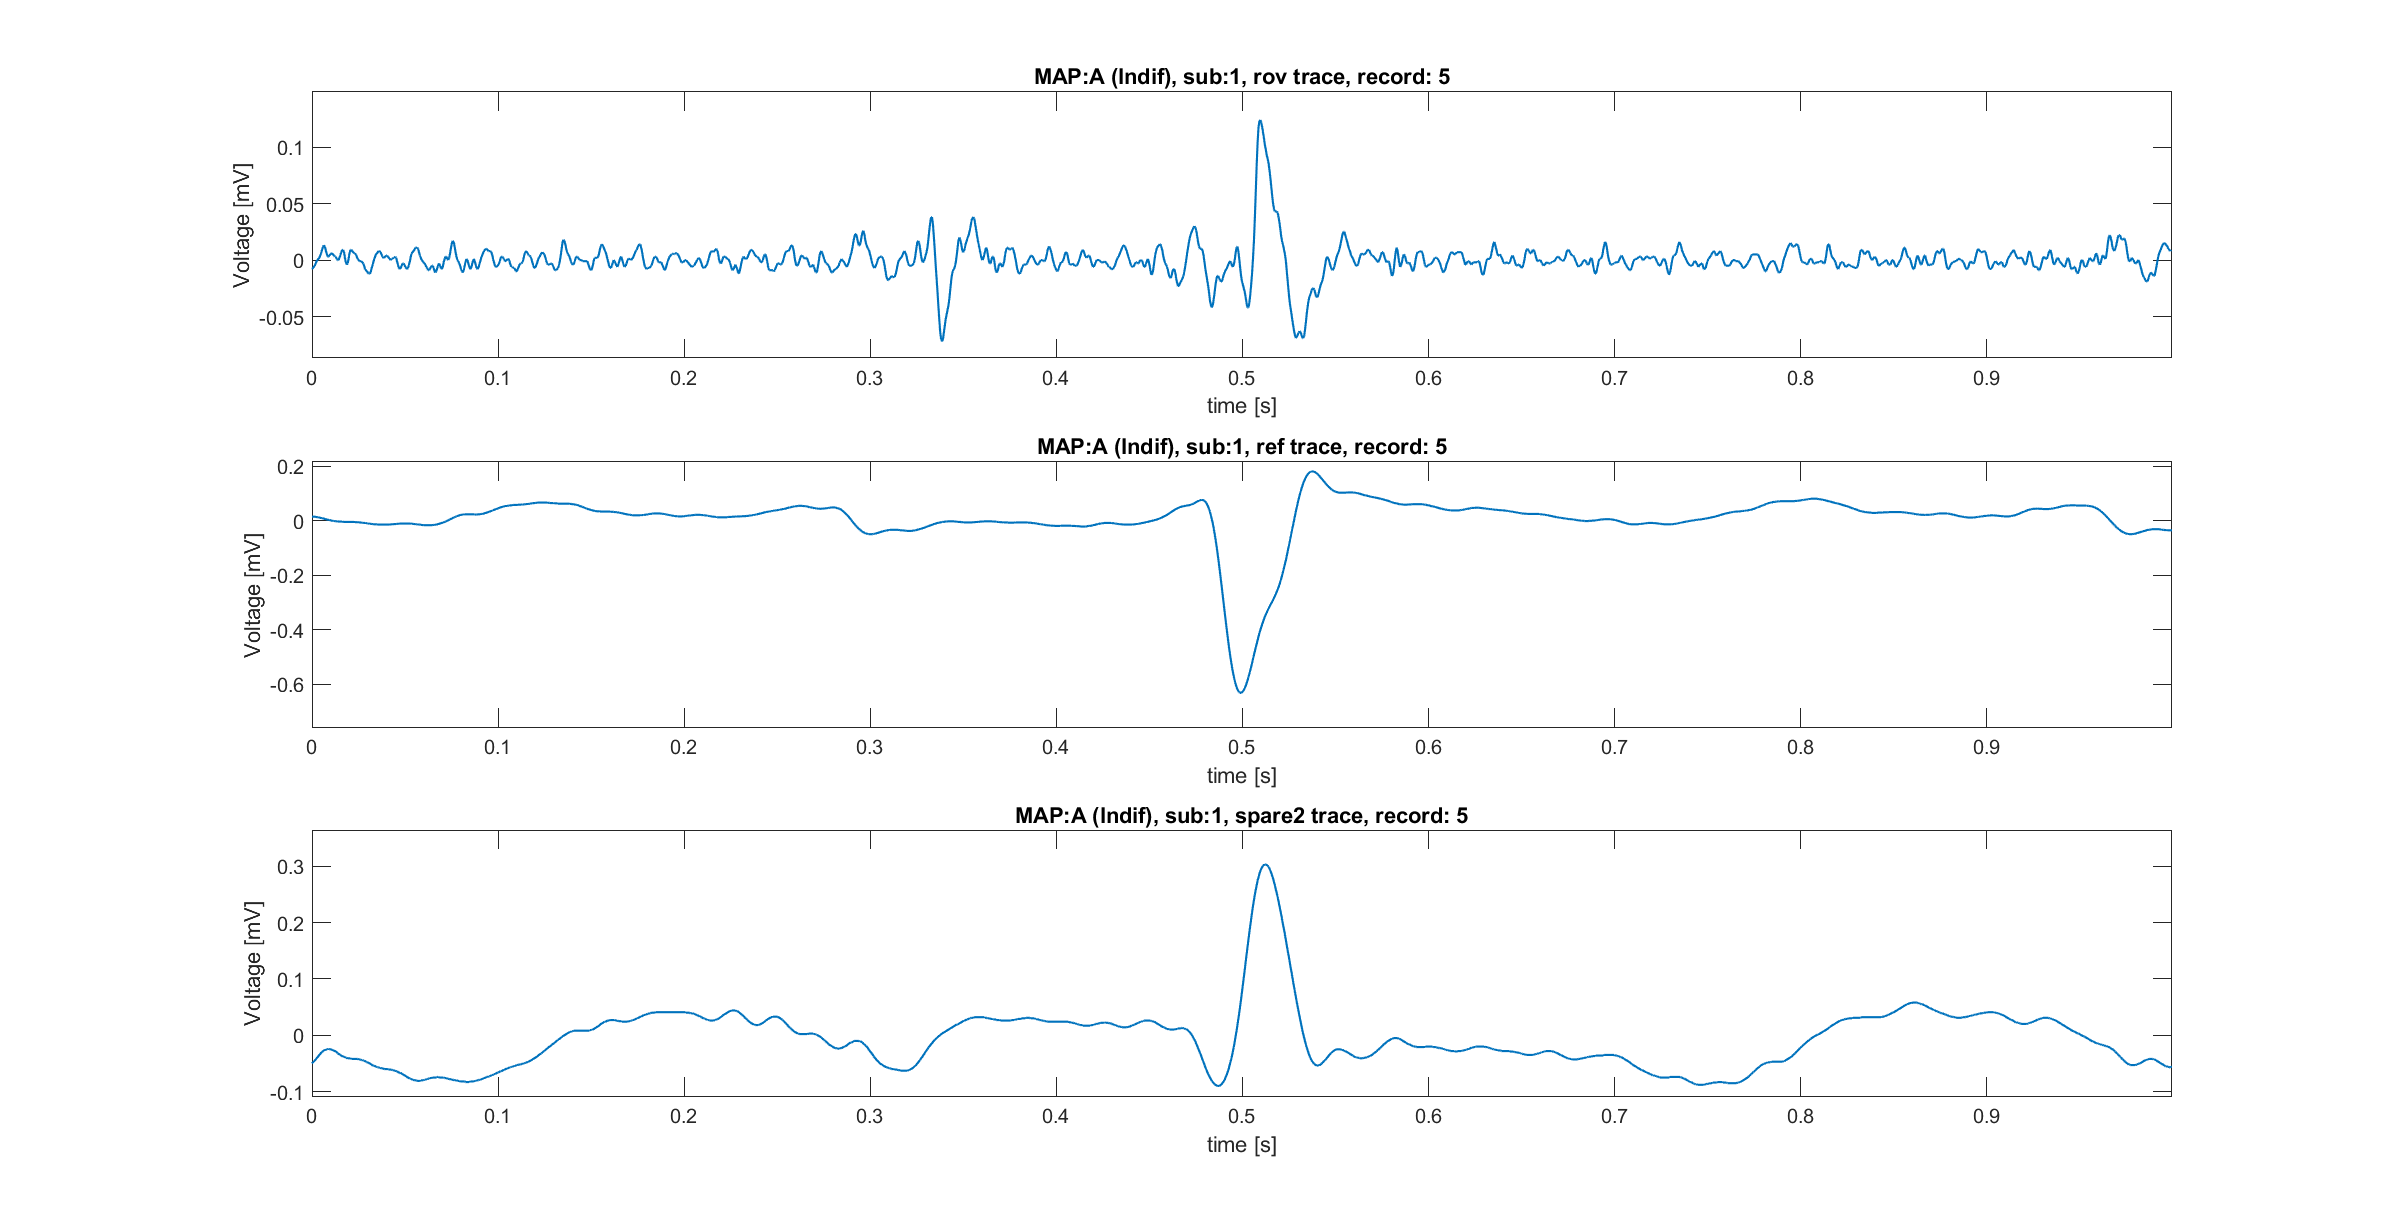 MAP:A (Indif), sub:1, rov trace, record: 5
Voltage [mV]
0.1
0.05
0
-0.05
0 0.1 0.2 0.3 0.4 0.5 0.6 0.7 0.8 0.9
time [s]
MAP:A (Indif), sub:1, ref trace, record: 5
Voltage [mV]
0.2
0
-0.2
-0.4
-0.6
0 0.1 0.2 0.3 0.4 0.5 0.6 0.7 0.8 0.9
time [s]
MAP:A (Indif), sub:1, spare2 trace, record: 5
Voltage [mV]
0.3
0.2
0.1
0
-0.1
0 0.1 0.2 0.3 0.4 0.5 0.6 0.7 0.8 0.9
time [s]